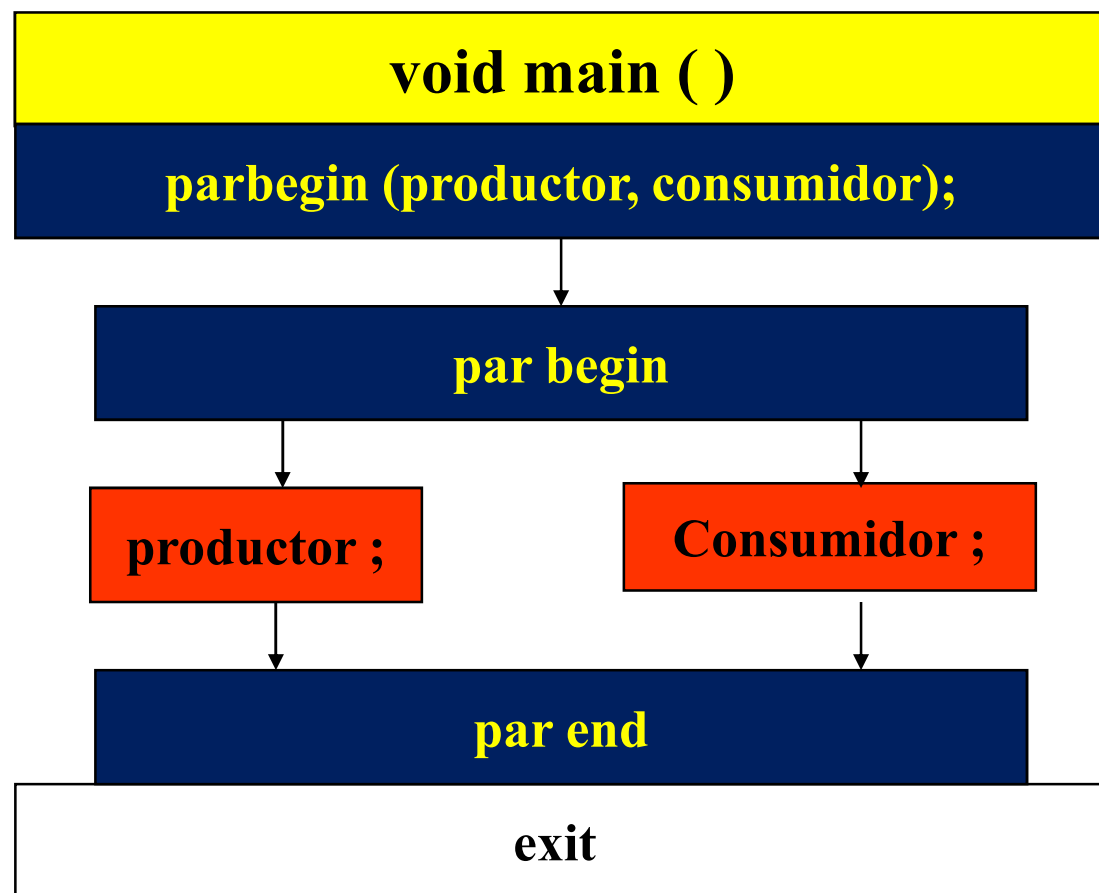 void main ( )
parbegin (productor, consumidor);
par begin
productor ;
Consumidor ;
par end
exit